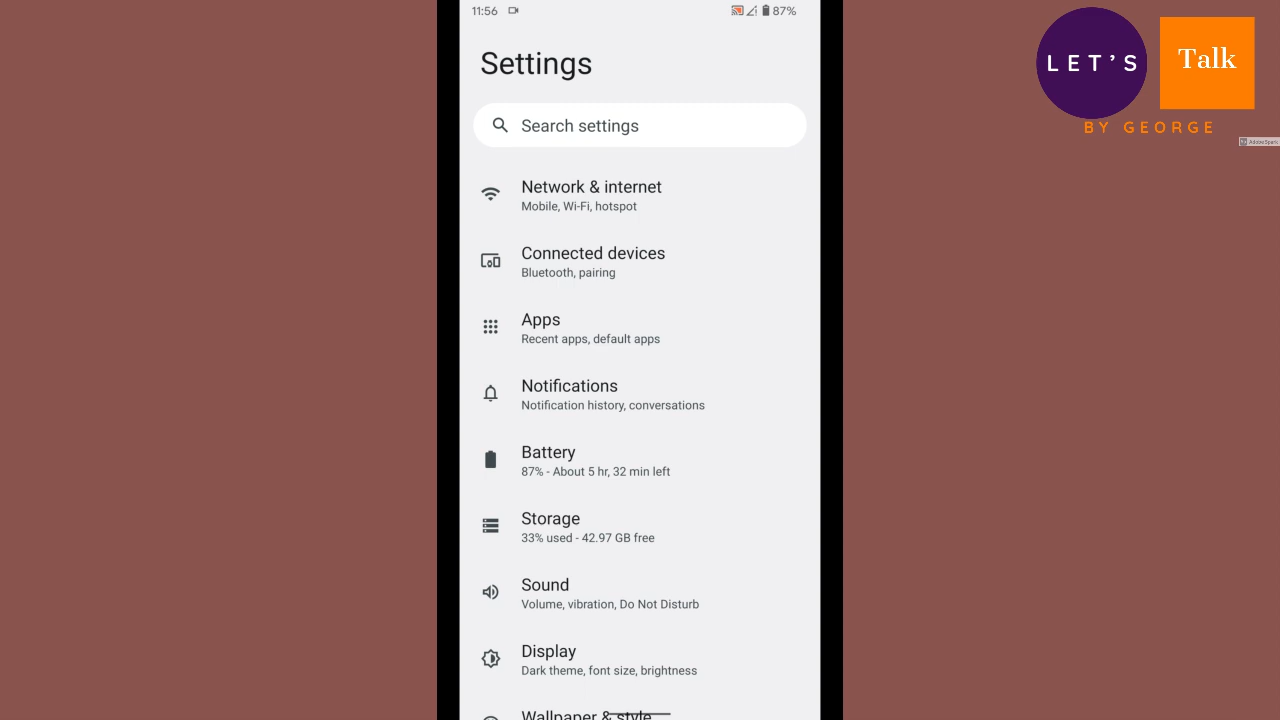 11:56
87%
LET'S
Talk
BY GEORGE
AdobeSpark
Settings
Search settings
Network & internet
Mobile, Wi-Fi, hotspot
Connected devices
Bluetooth, pairing
Apps
Recent apps, default apps
Notifications
Notification history, conversations
Battery
87% - About 5 hr, 32 min left
Storage
33% used - 42.97 GB free
Sound
Volume, vibration, Do Not Disturb
Display
Dark theme, font size, brightness
Wallpaper & style